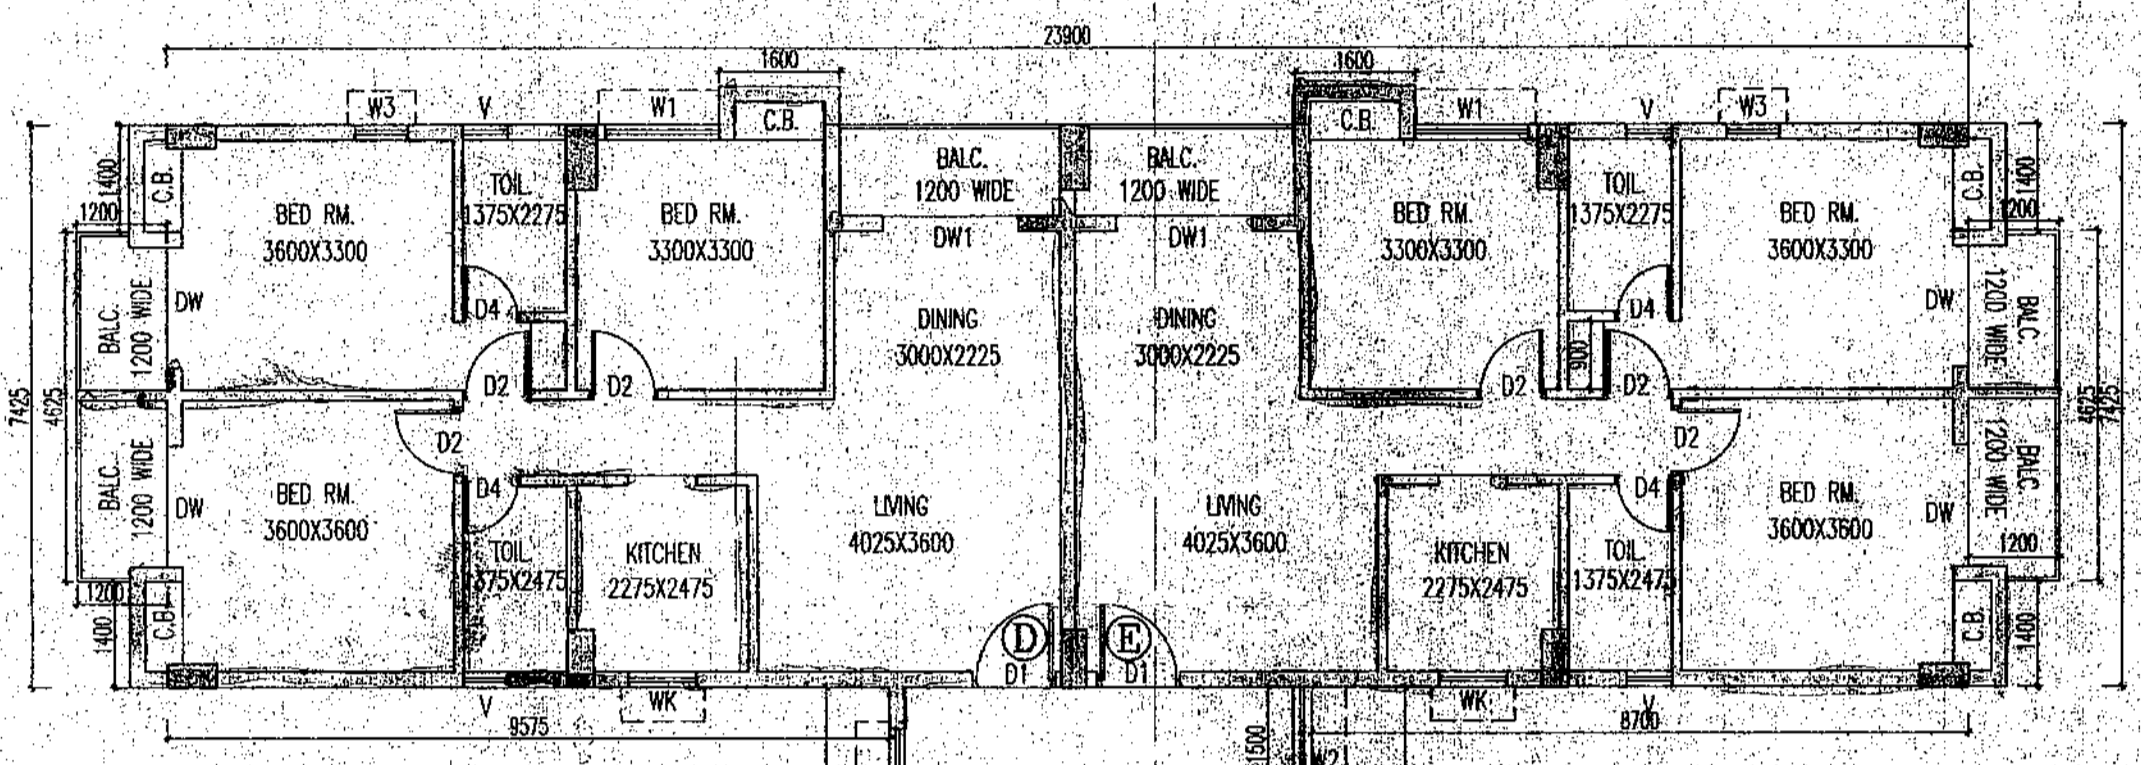 23900
1600
1600
W3
V
W1
C.B.
C.B.
W1
V
W3
1400
C.B.
BALC.
1200 WIDE
BALC.
1200 WIDE
C.B.
1400
1200
BED RM.
3600X3300
TOIL.
1375X2275
BED RM.
3300X3300
DW1
DW1
BED RM.
3300X3300
TOIL.
1375X2275
BED RM.
3600X3300
1200
BALC.
1200 WIDE
DW
D4
DINING
3000X2225
DINING
3000X2225
D4
900
DW
BALC.
1200 WIDE
7425
4625
D2
D2
D2
D2
4625
7425
D2
D2
BALC.
1200 WIDE
DW
BED RM.
3600X3600
D4
LIVING
4025X3600
LIVING
4025X3600
D4
BED RM.
3600X3600
DW
BALC.
1200 WIDE
TOIL.
1375X2475
KITCHEN
2275X2475
KITCHEN
2275X2475
TOIL.
1375X2475
1200
1200
1400
C.B.
D
D1
E
D1
C.B.
1400
V
WK
WK
V
9575
8700
1500
W2